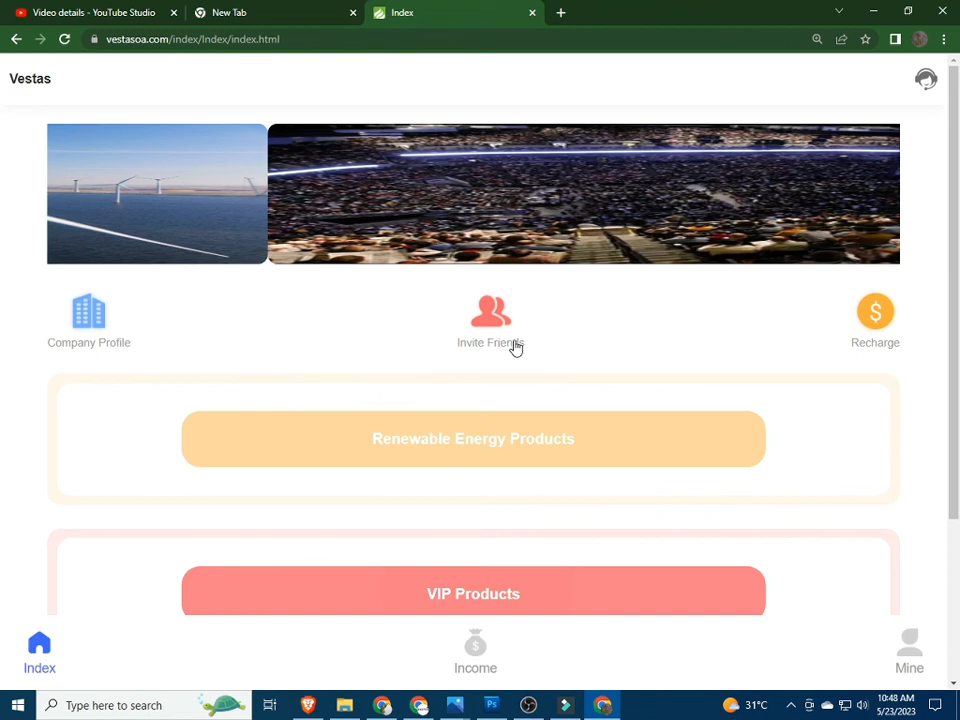 Video details - YouTube Studio
New Tab
Index
vestasoa.com/index/Index/index.html
Vestas
Company Profile
Invite Friends
Recharge
Renewable Energy Products
VIP Products
Index
Income
Mine
Type here to search
Ps
31°C
10:48 AM
5/23/2023